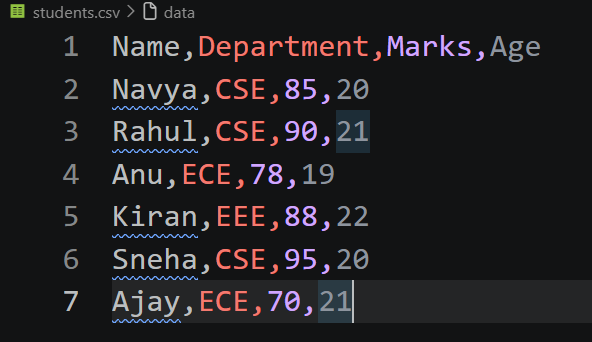 students.csv > data
1 Name,Department,Marks,Age
2 Navya,CSE,85,20
3 Rahul,CSE,90,21
4 Anu,ECE,78,19
5 Kiran,EEE,88,22
6 Sneha,CSE,95,20
7 Ajay,ECE,70,21